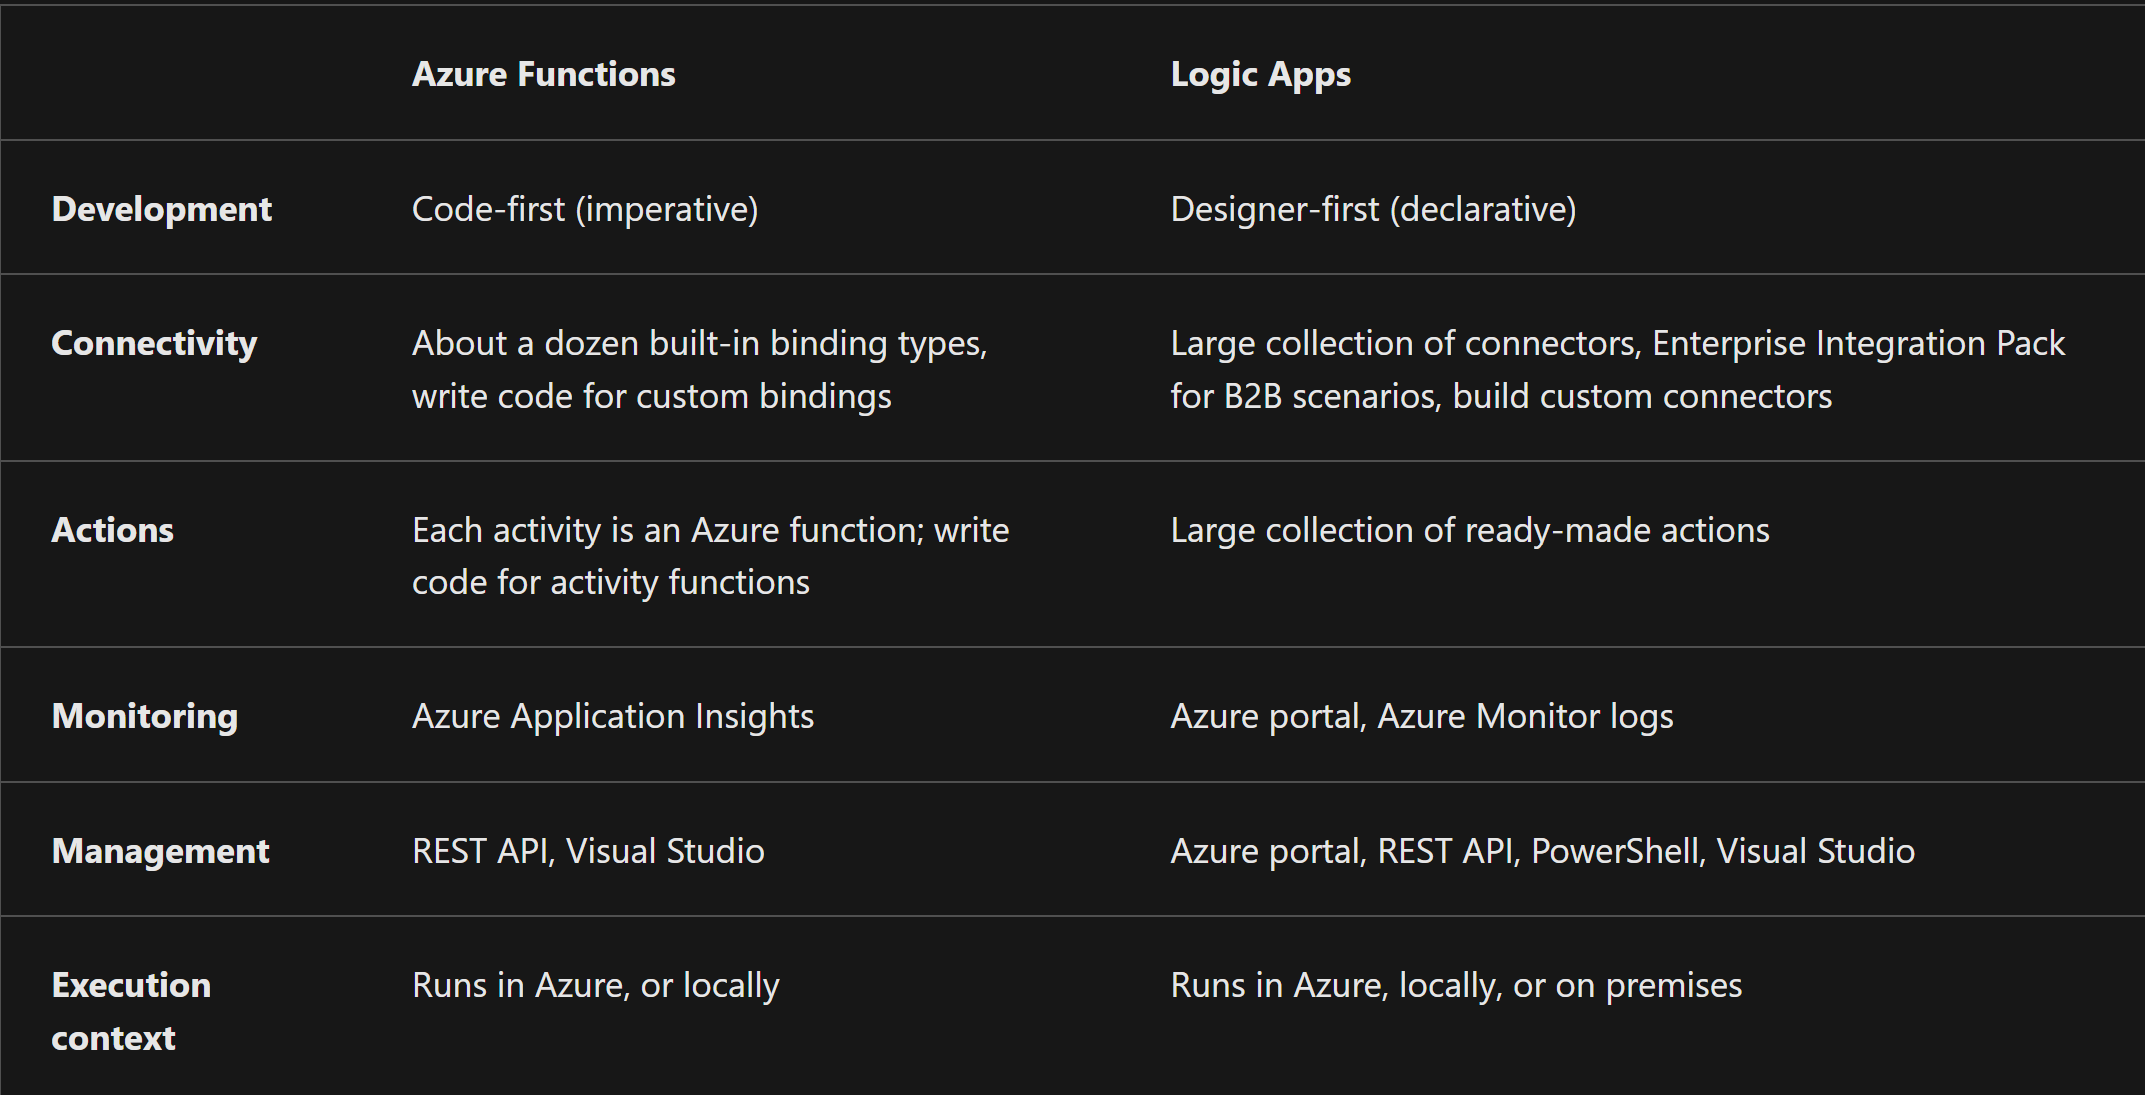 Azure Functions Logic Apps
Development Code-first (imperative) Designer-first (declarative)
Connectivity About a dozen built-in binding types, Large collection of connectors, Enterprise Integration Pack
write code for custom bindings for B2B scenarios, build custom connectors
Actions Each activity is an Azure function; write Large collection of ready-made actions
code for activity functions
Monitoring Azure Application Insights Azure portal, Azure Monitor logs
Management REST API, Visual Studio Azure portal, REST API, PowerShell, Visual Studio
Execution Runs in Azure, or locally Runs in Azure, locally, or on premises
context